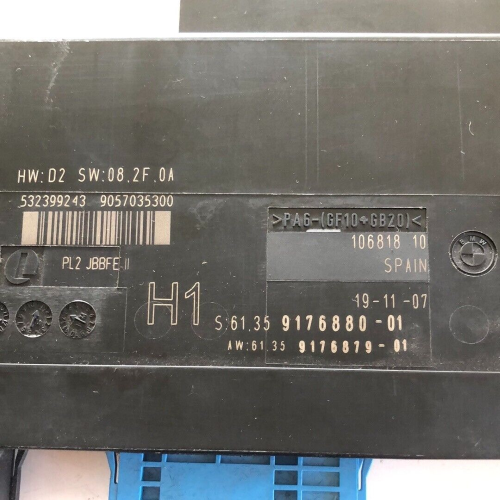 HW:D2 SW:08.2F.0A
532399243 9057035300
>PA6-(GF10+GB20)<
106818 10
SPAIN
BMW
PL2 JBBFE II
19-11-07
H1
S:61.35 9176880-01
AW:61.35 9176879-01